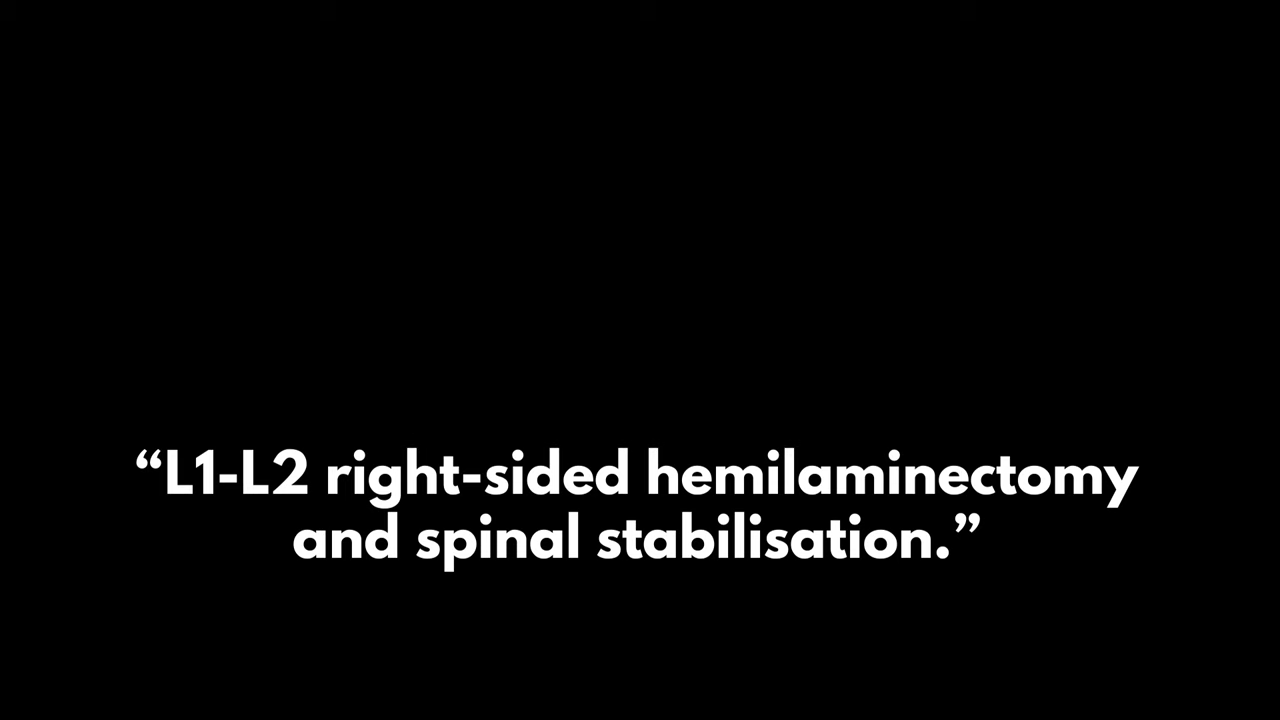 “L1-L2 right-sided hemilaminectomy
and spinal stabilisation.”